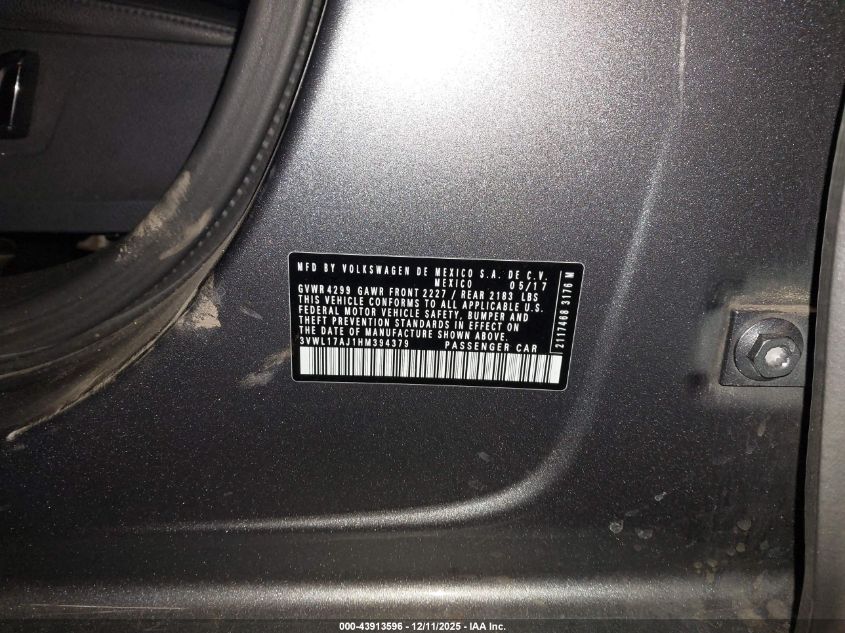 MFD BY VOLKSWAGEN DE MEXICO S.A. DE C.V.
MEXICO 05/17
GVWR 4299 GAWR FRONT 2227 / REAR 2183 LBS
THIS VEHICLE CONFORMS TO ALL APPLICABLE U.S.
FEDERAL MOTOR VEHICLE SAFETY, BUMPER AND
THEFT PREVENTION STANDARDS IN EFFECT ON
THE DATE OF MANUFACTURE SHOWN ABOVE.
3VWL17AJ1HM394379 PASSENGER CAR
2117468 3176 M
000-43913596 - 12/11/2025 - IAA Inc.